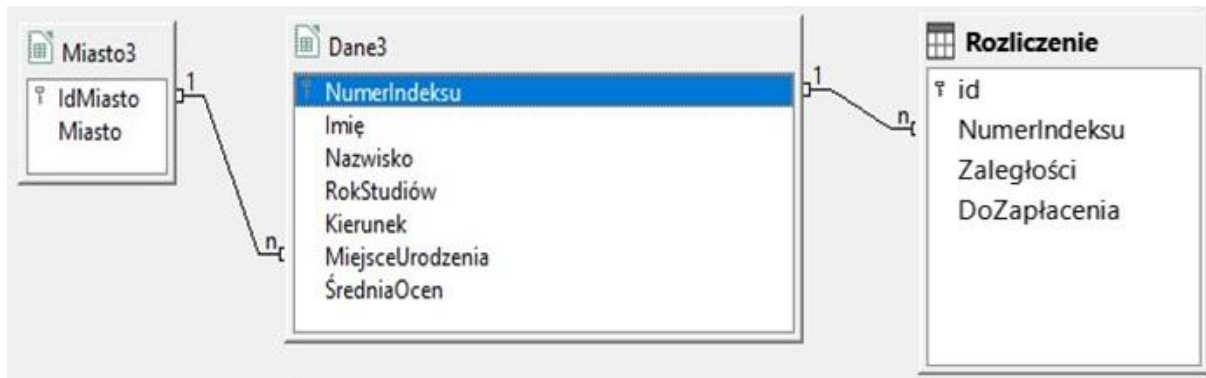 Miasto3
IdMiasto
Miasto
1
n
Dane3
NumerIndeksu
Imię
Nazwisko
RokStudiów
Kierunek
MiejsceUrodzenia
ŚredniaOcen
1
n
Rozliczenie
id
NumerIndeksu
Zaległości
DoZapłacenia